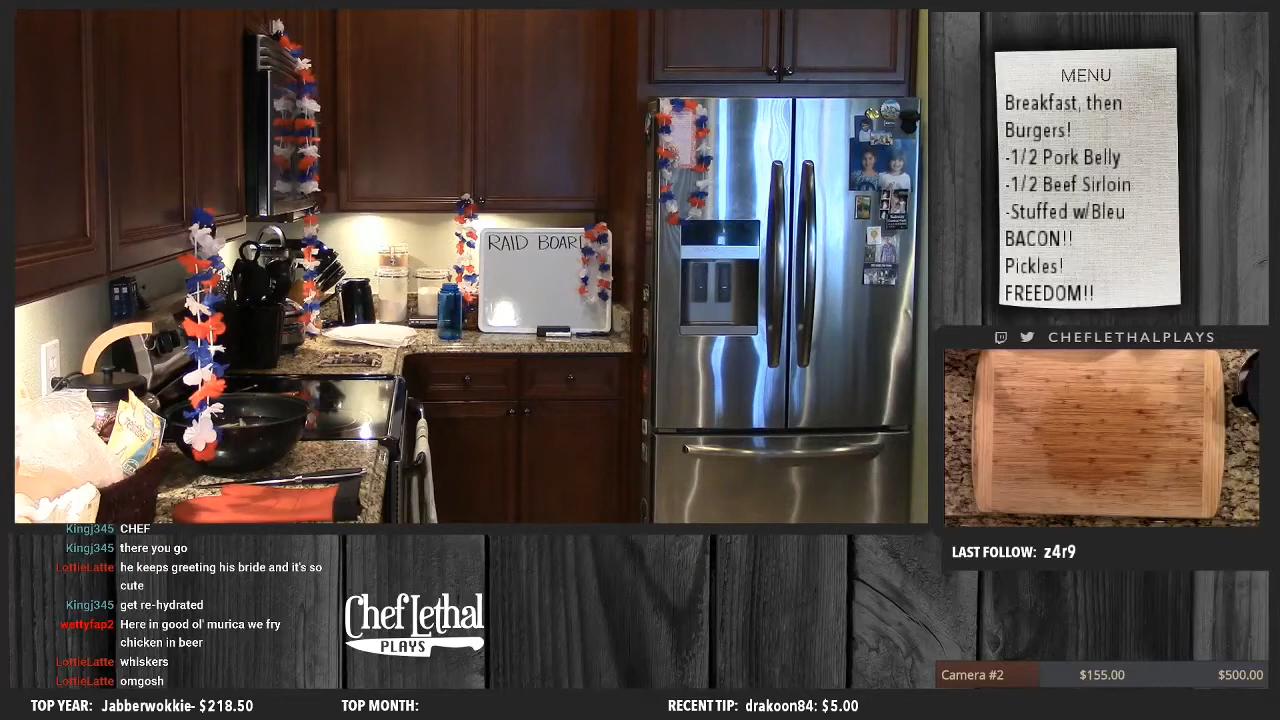 RAID BOARD
MENU
Breakfast, then
Burgers!
-1/2 Pork Belly
-1/2 Beef Sirloin
-Stuffed w/Bleu
BACON!!
Pickles!
FREEDOM!!
CHEFLETHALPLAYS
LAST FOLLOW: z4r9
Kingj345 CHEF
Kingj345 there you go
LottieLatte he keeps greeting his bride and it's so
cute
Kingj345 get re-hydrated
wettyfap2 Here in good ol' murica we fry
chicken in beer
LottieLatte whiskers
LottieLatte omgosh
Chef Lethal
PLAYS
Camera #2 $155.00 $500.00
TOP YEAR: Jabberwokkie- $218.50 TOP MONTH: RECENT TIP: drakoon84: $5.00